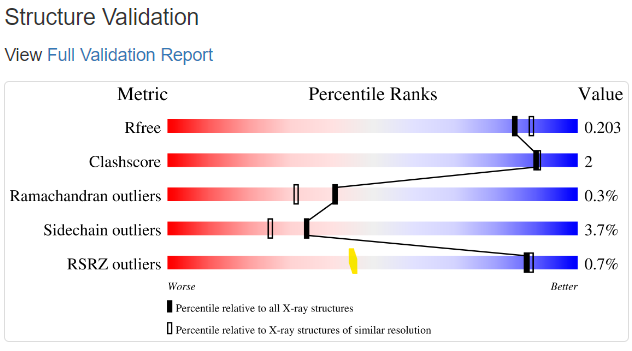 Structure Validation
View Full Validation Report
Metric Percentile Ranks Value
Rfree 0.203
Clashscore 2
Ramachandran outliers 0.3%
Sidechain outliers 3.7%
RSRZ outliers 0.7%
Worse Better
Percentile relative to all X-ray structures
Percentile relative to X-ray structures of similar resolution